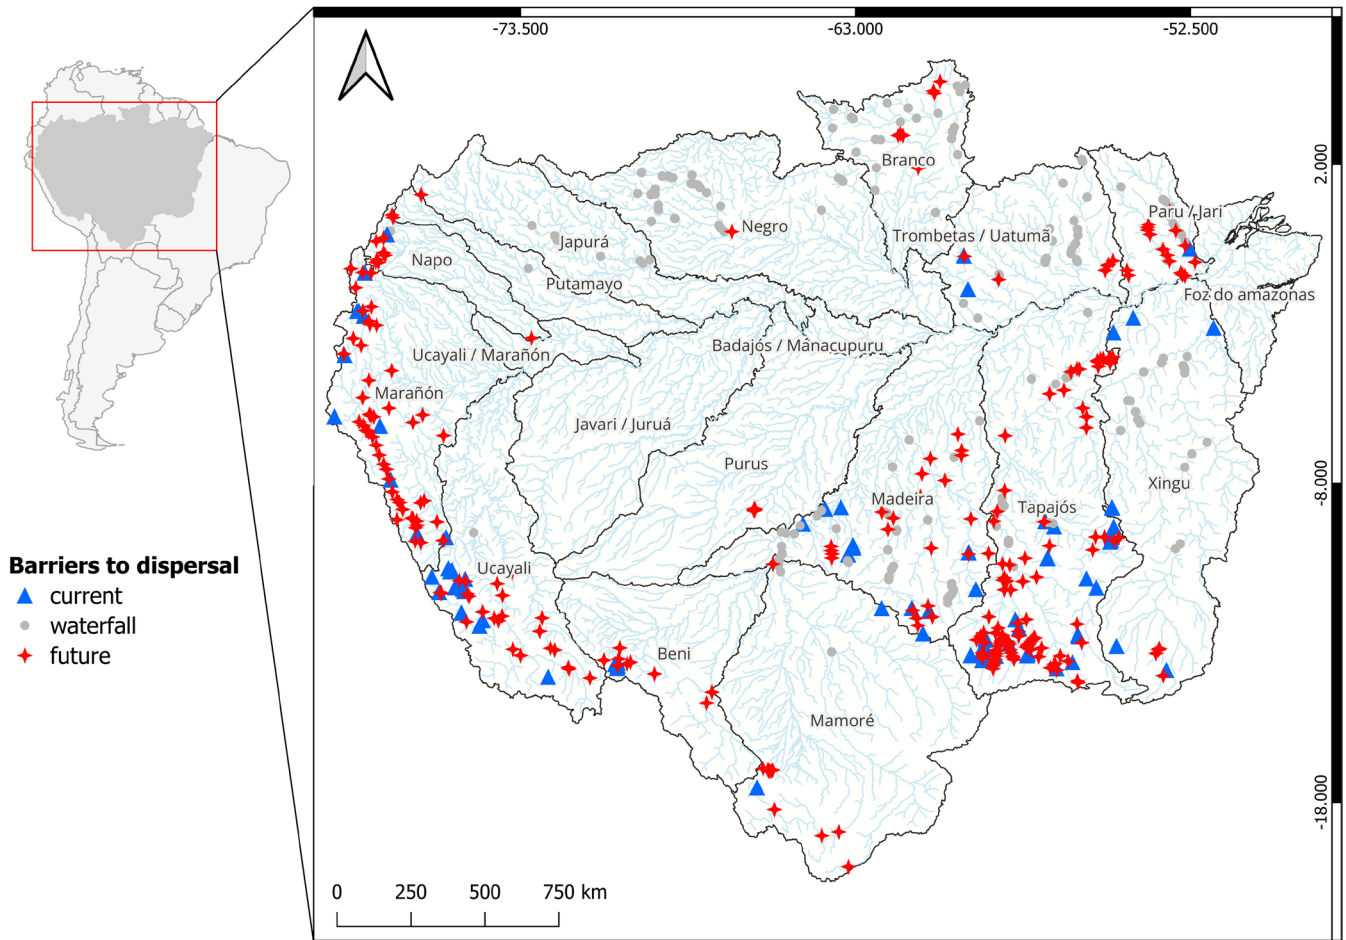 -73.500
-63.000
-52.500
2.000
Branco
Paru / Jari
Negro
Trombetas / Uatumã
Japurá
Napo
Putamayo
Foz do amazonas
Badajós / Manacupuru
Ucayali / Marañón
Marañón
Javari / Juruá
Purus
-8.000
Xingu
Madeira
Tapajós
Barriers to dispersal
current
waterfall
future
Ucayali
Beni
Mamoré
-18.000
0 250 500 750 km